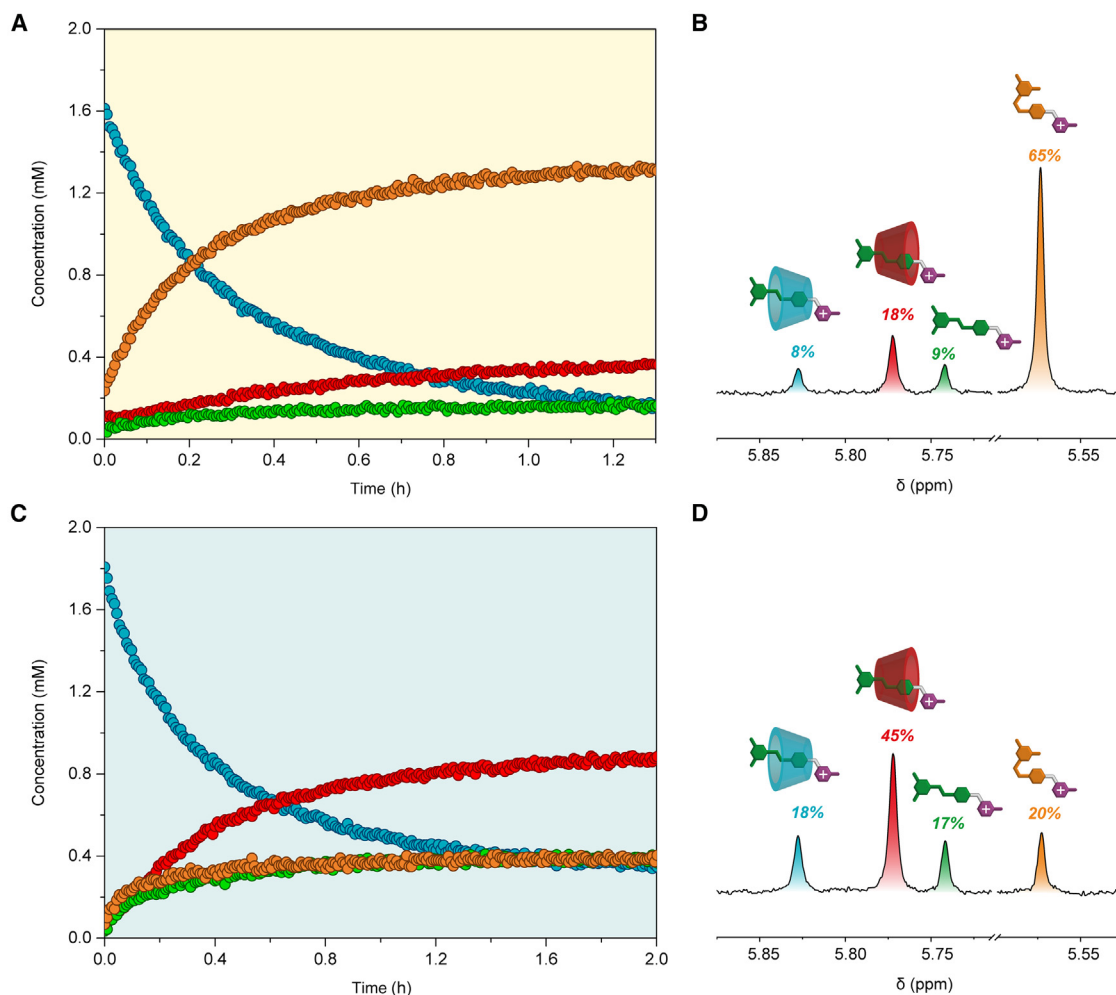 A
Concentration (mM)
2.0
1.6
1.2
0.8
0.4
0.0
0.0 0.2 0.4 0.6 0.8 1.0 1.2
Time (h)
B
65%
18%
8%
9%
+
+
+
+
5.85 5.80 5.75 5.55
δ (ppm)
C
Concentration (mM)
2.0
1.6
1.2
0.8
0.4
0.0
0.0 0.4 0.8 1.2 1.6 2.0
Time (h)
D
45%
18%
17%
20%
+
+
+
+
5.85 5.80 5.75 5.55
δ (ppm)